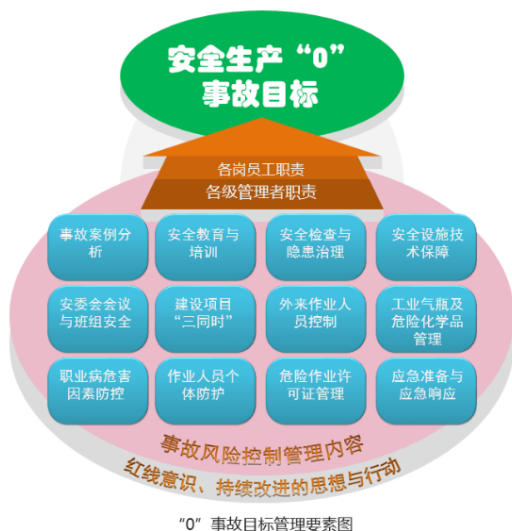 安全生产“0”
事故目标
各岗员工职责
各级管理者职责
事故案例分
析
安全教育与
培训
安全检查与
隐患治理
安全设施技
术保障
安委会会议
与班组安全
建设项目
“三同时”
外来作业人
员控制
工业气瓶及
危险化学品
管理
职业病危害
因素防控
作业人员个
体防护
危险作业许
可证管理
应急准备与
应急响应
事故风险控制管理内容
红线意识、持续改进的思想与行动
“0”事故目标管理要素图